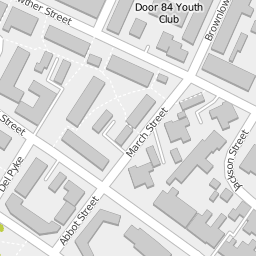 Door 84 Youth
Club
wther Street
Brownlow
Street
March Street
Jackson Street
Del Pyke
Abbot Street